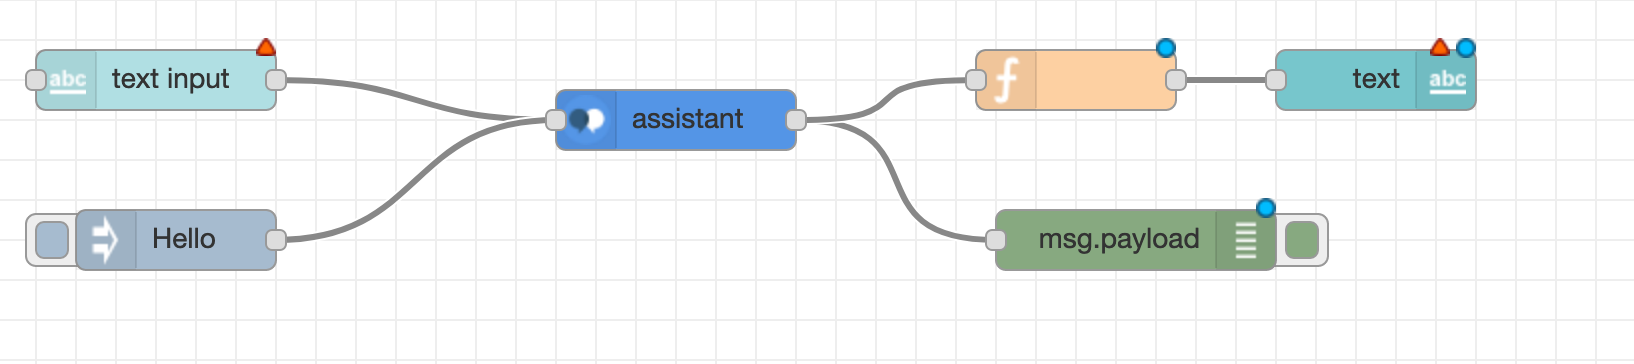 abc text input
assistant
f
text abc
Hello
msg.payload